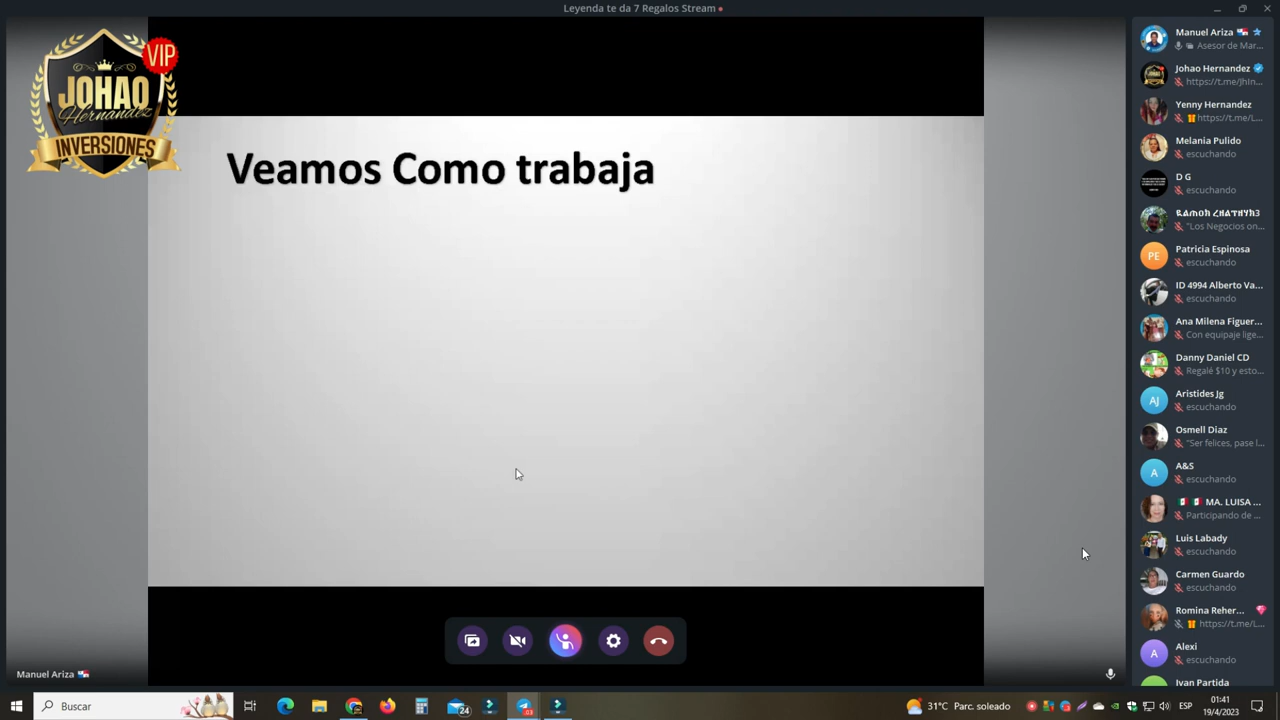 Leyenda te da 7 Regalos Stream
VIP
JOHAO
Hernandez
INVERSIONES
Veamos Como trabaja
Manuel Ariza
Asesor de Mar...
Johao Hernandez
https://t.me/JhIn...
Yenny Hernandez
https://t.me/L...
Melania Pulido
escuchando
D G
escuchando
"Los Negocios on...
PE
Patricia Espinosa
escuchando
ID 4994 Alberto Va...
escuchando
Ana Milena Figuer...
Con equipaje lige...
Danny Daniel CD
Regalé $10 y esto...
AJ
Aristides Jg
escuchando
Osmell Diaz
"Ser felices, pase l...
A
A&S
escuchando
MA. LUISA ...
Participando de ...
Luis Labady
escuchando
Carmen Guardo
escuchando
Romina Reher...
https://t.me/L...
A
Alexi
escuchando
Ivan Partida
Manuel Ariza
Buscar
24
03
31°C Parc. soleado
ESP
01:41
19/4/2023